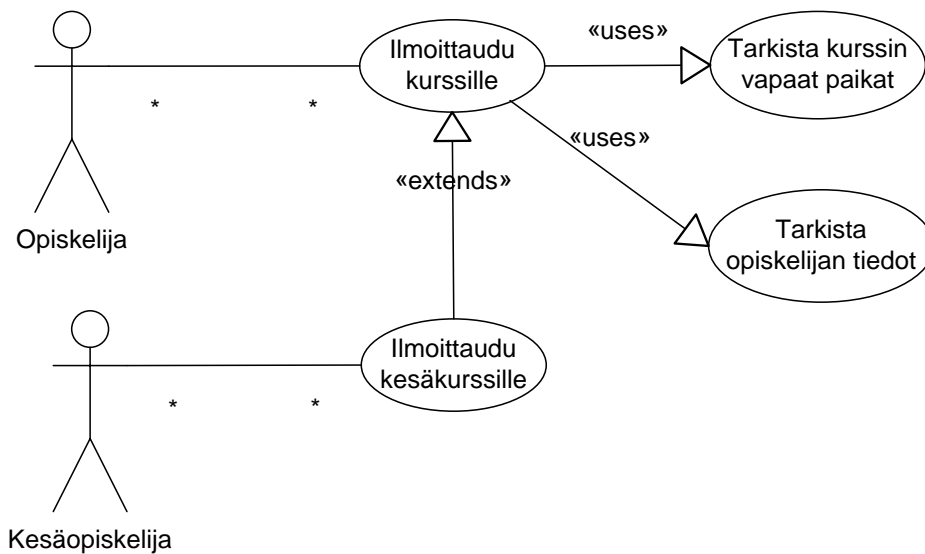 Ilmoittaudu
kurssille
«uses»
Tarkista kurssin
vapaat paikat
*
*
«uses»
«extends»
Opiskelija
Tarkista
opiskelijan tiedot
Ilmoittaudu
kesäkurssille
*
*
Kesäopiskelija